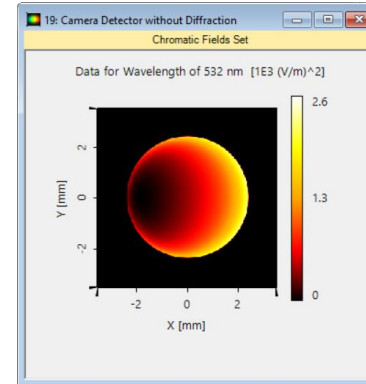 19: Camera Detector without Diffraction
Chromatic Fields Set
Data for Wavelength of 532 nm [1E3 (V/m)^2]
2.6
2
0
1.3
-2
0
Y [mm]
-2 0 2
X [mm]